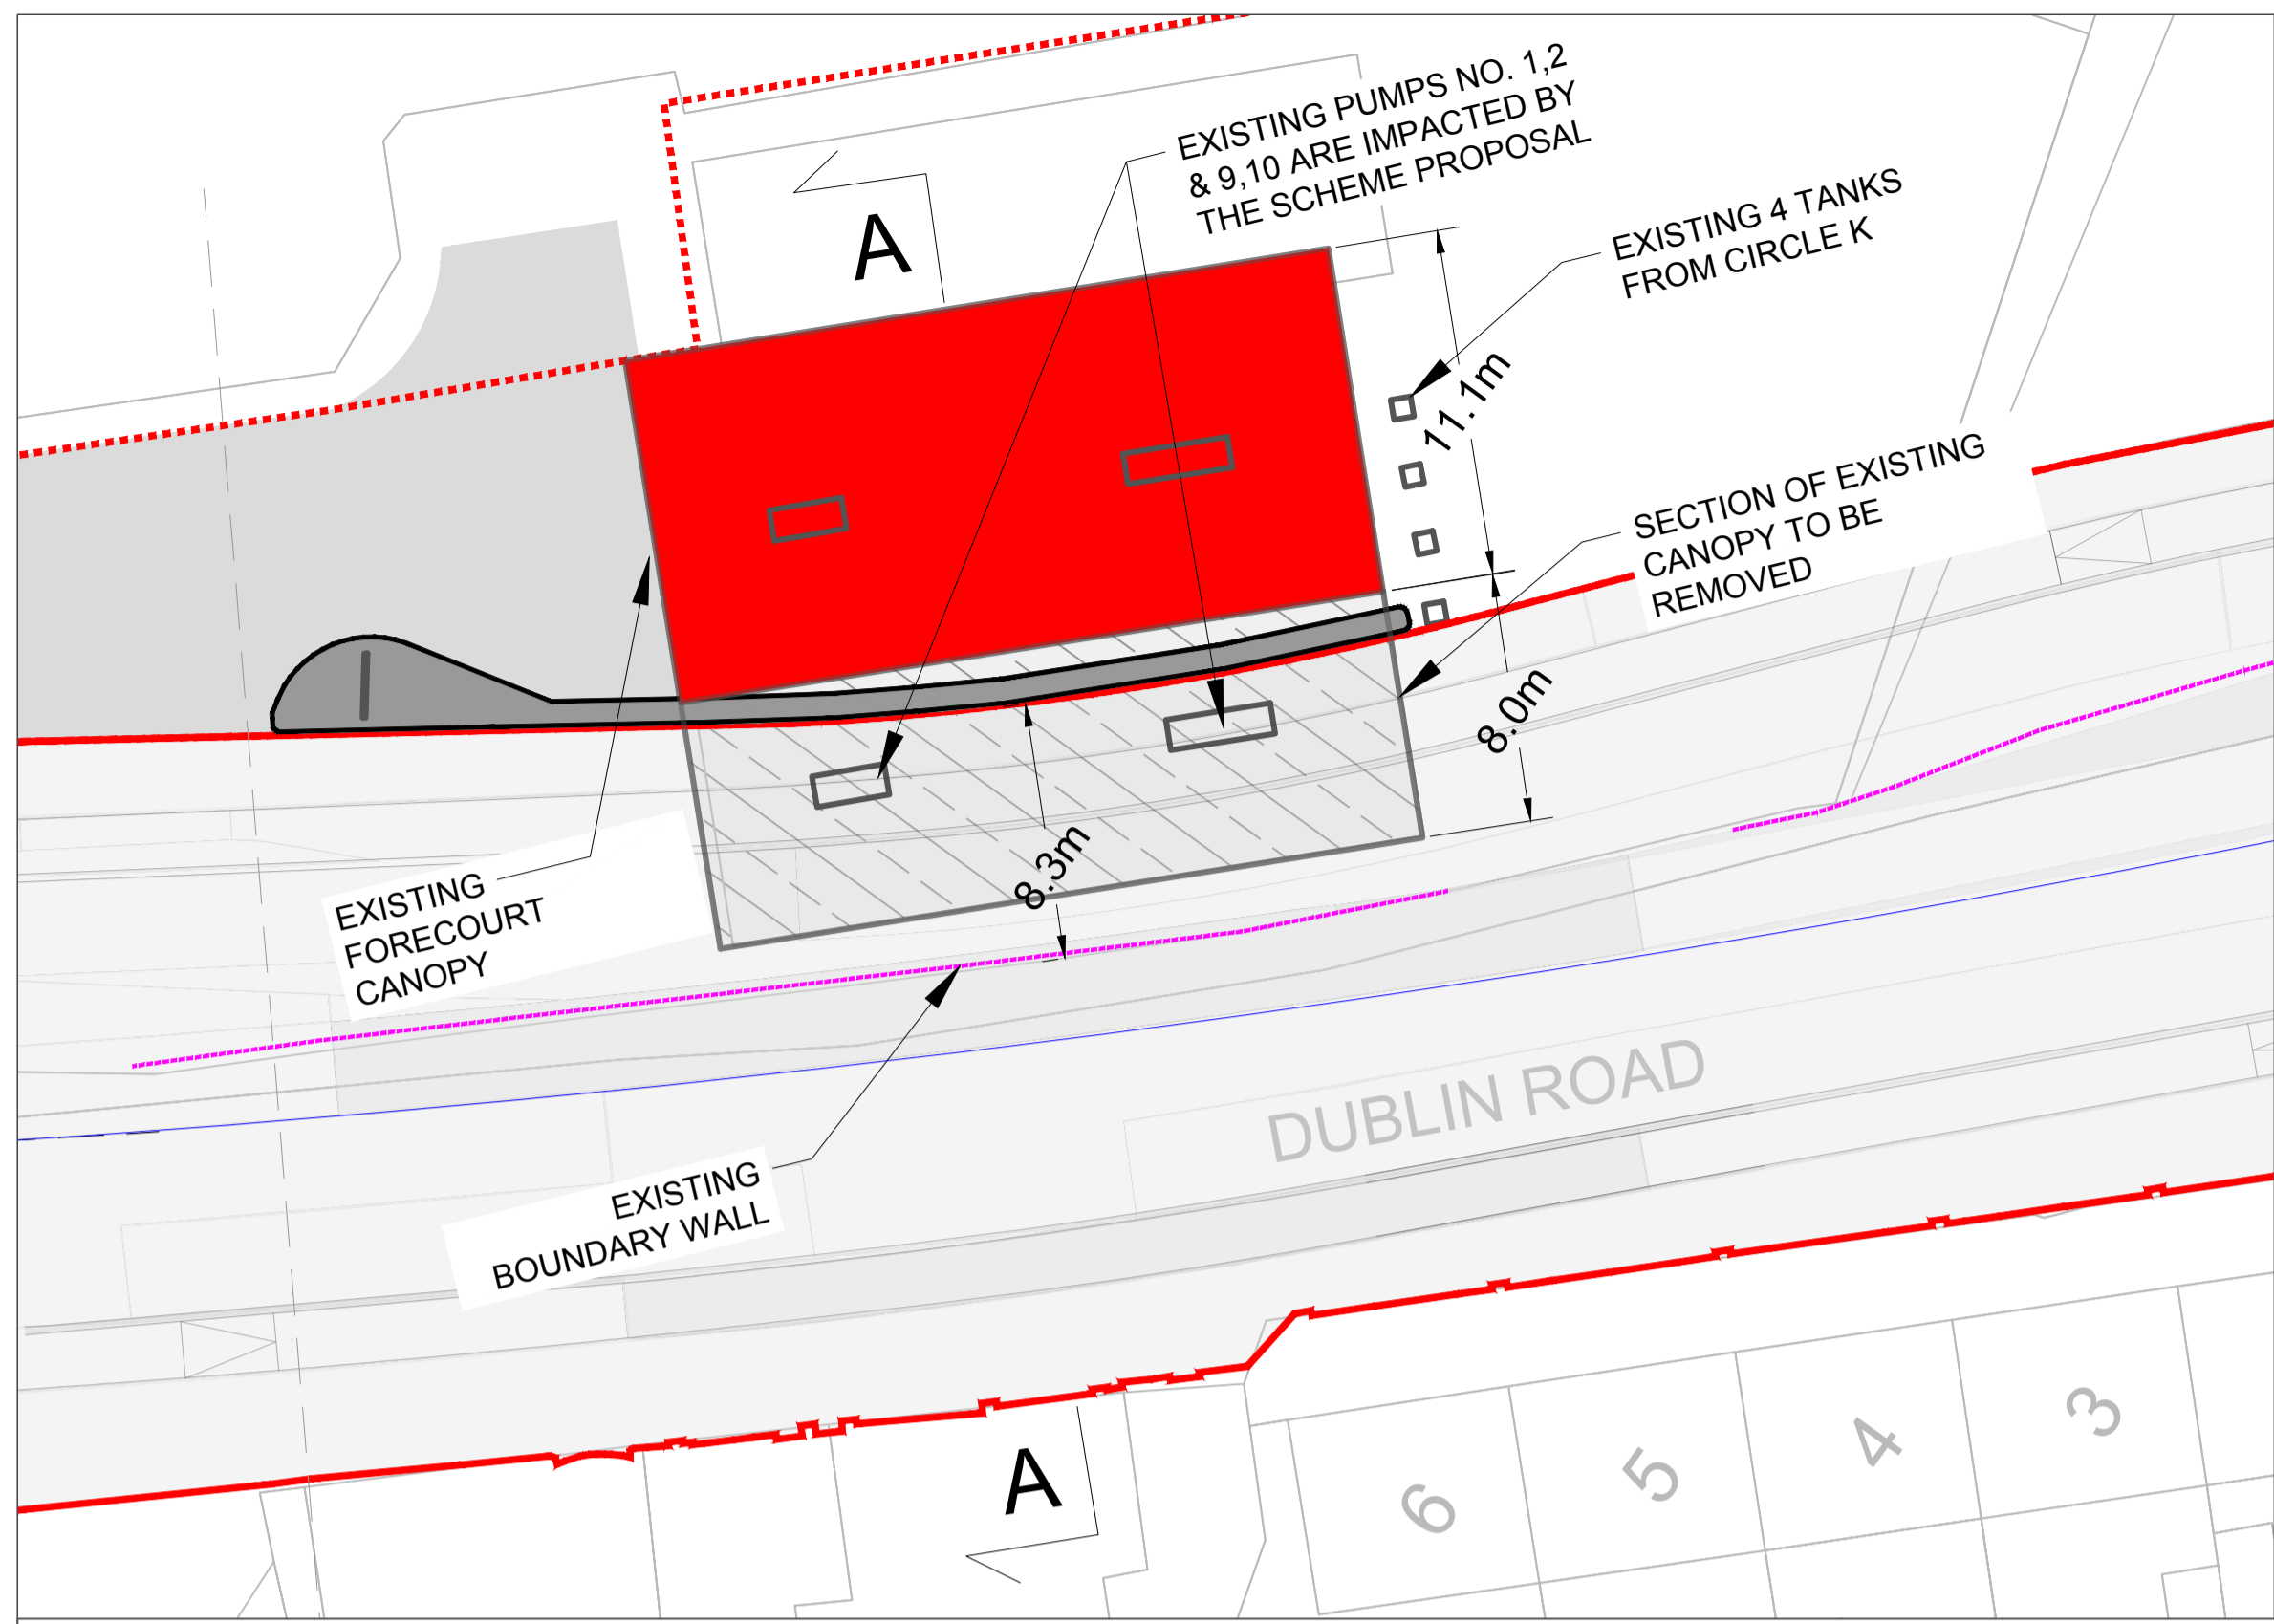 EXISTING PUMPS NO. 1,2
& 9,10 ARE IMPACTED BY
THE SCHEME PROPOSAL
EXISTING 4 TANKS
FROM CIRCLE K
A
11.1m
SECTION OF EXISTING
CANOPY TO BE
REMOVED
8.0m
8.3m
EXISTING
FORECOURT
CANOPY
EXISTING
BOUNDARY WALL
DUBLIN ROAD
A
6
5
4
3